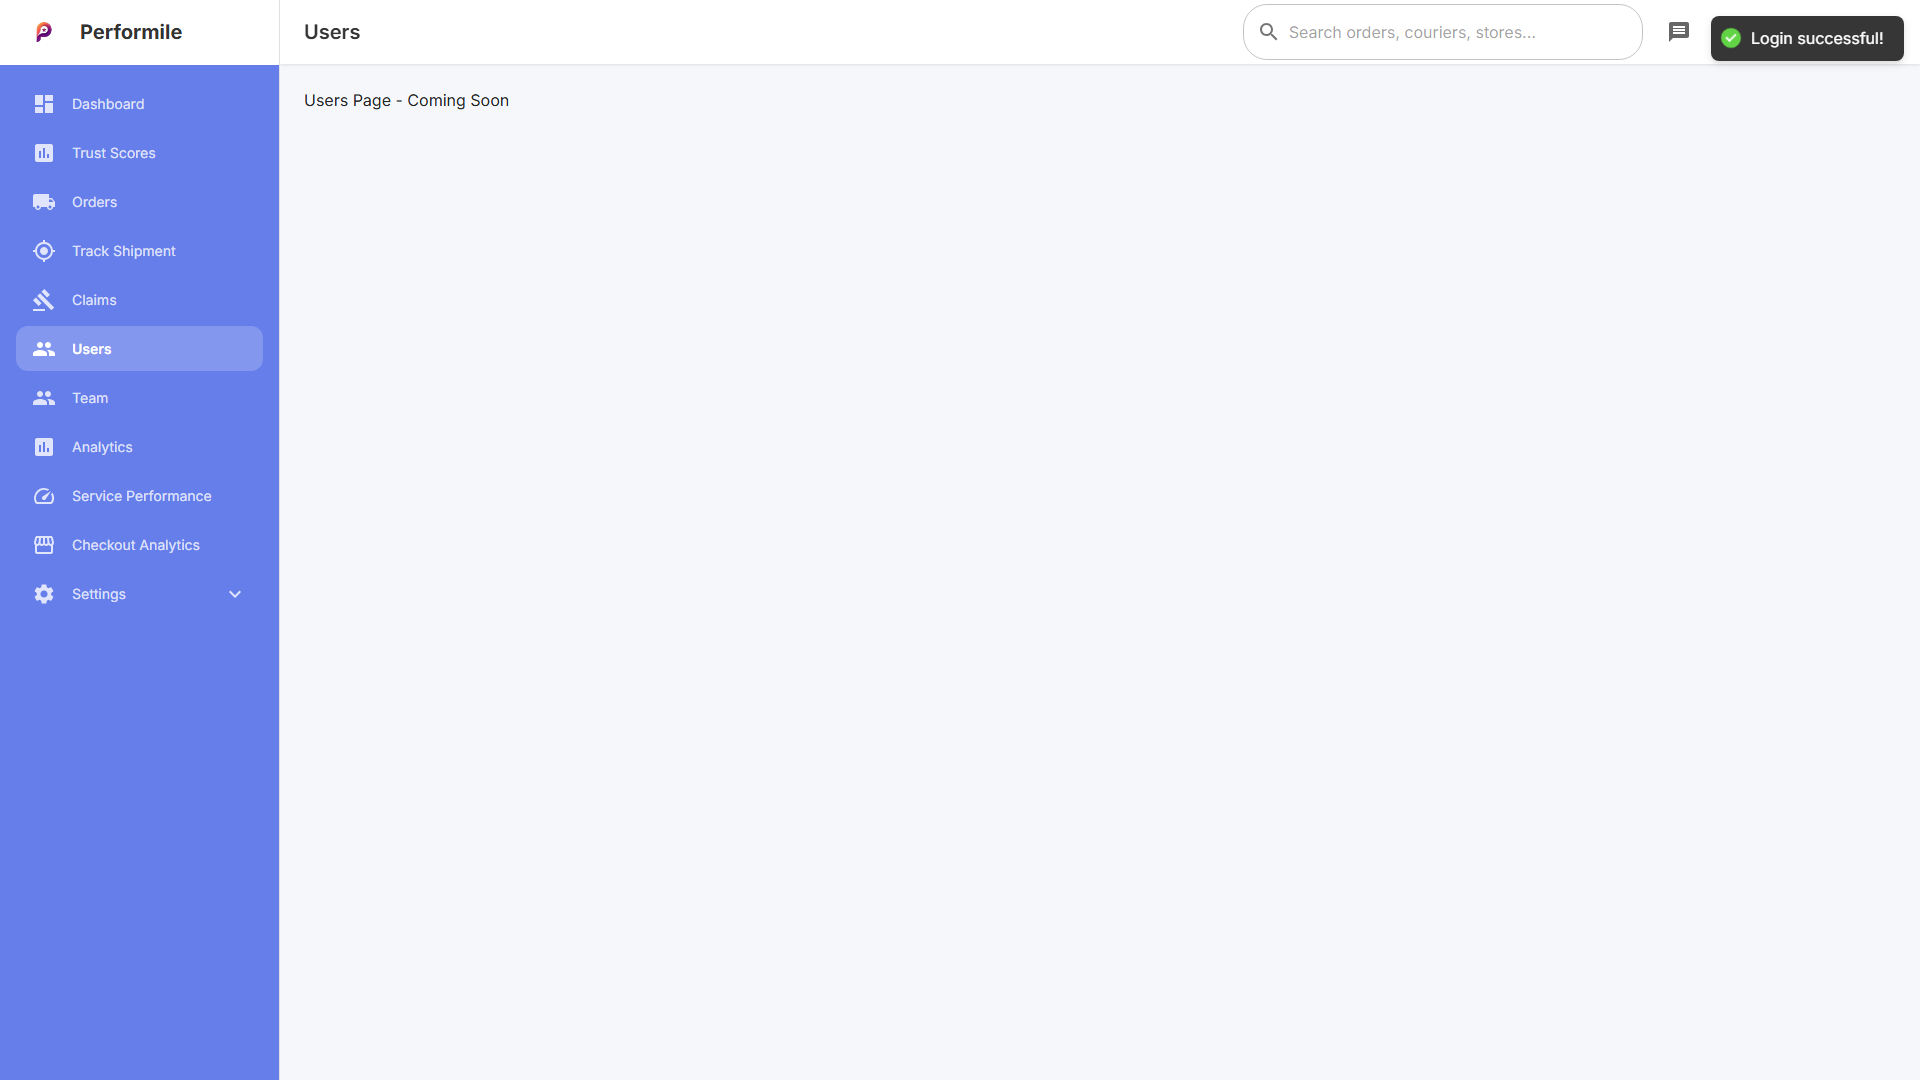 Performile
Users
Search orders, couriers, stores...
Login successful!
Dashboard
Trust Scores
Orders
Track Shipment
Claims
Users
Team
Analytics
Service Performance
Checkout Analytics
Settings
Users Page - Coming Soon